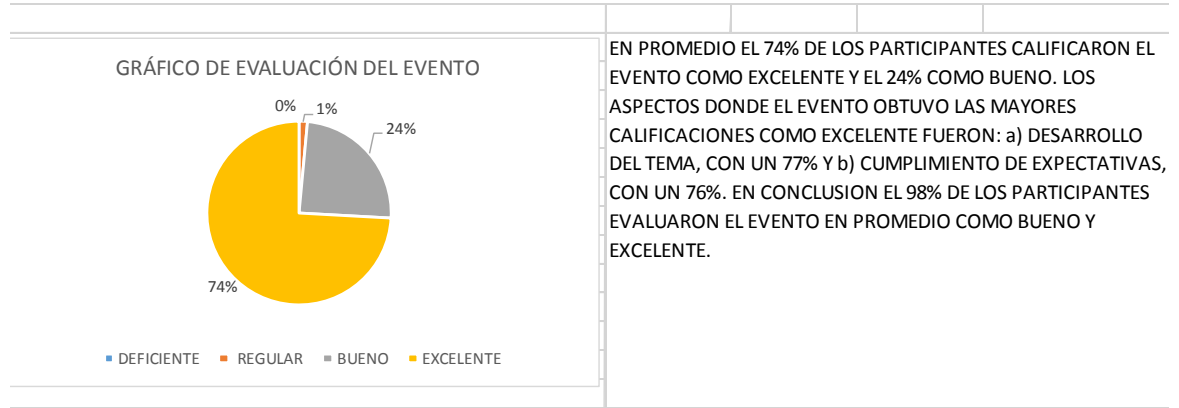 GRÁFICO DE EVALUACIÓN DEL EVENTO
0%
1%
24%
74%
DEFICIENTE REGULAR BUENO EXCELENTE
EN PROMEDIO EL 74% DE LOS PARTICIPANTES CALIFICARON EL
EVENTO COMO EXCELENTE Y EL 24% COMO BUENO. LOS
ASPECTOS DONDE EL EVENTO OBTUVO LAS MAYORES
CALIFICACIONES COMO EXCELENTE FUERON: a) DESARROLLO
DEL TEMA, CON UN 77% Y b) CUMPLIMIENTO DE EXPECTATIVAS,
CON UN 76%. EN CONCLUSION EL 98% DE LOS PARTICIPANTES
EVALUARON EL EVENTO EN PROMEDIO COMO BUENO Y
EXCELENTE.